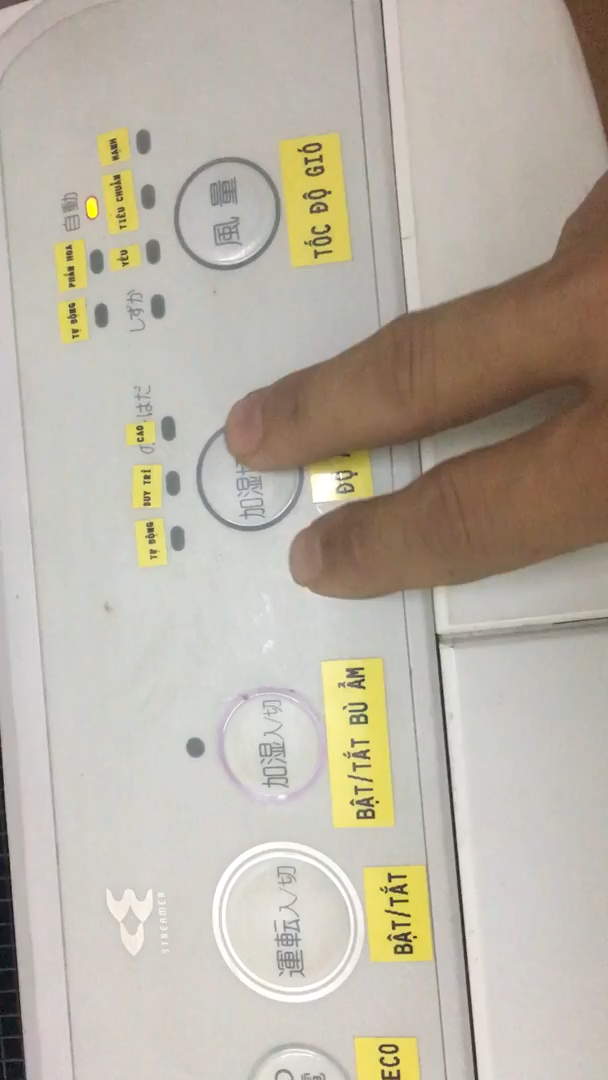 STREAMER
TỰ ĐỘNG
DUY TRÌ
CAO
はだ
TỰ ĐỘNG
PHẤN HOA
自動
しずか
YẾU
TIÊU CHUẨN
MẠNH
運転入/切
加湿入/切
加湿
風量
ECO
BẬT/TẮT
BẬT/TẮT BÙ ẨM
ĐỘ
TỐC ĐỘ GIÓ